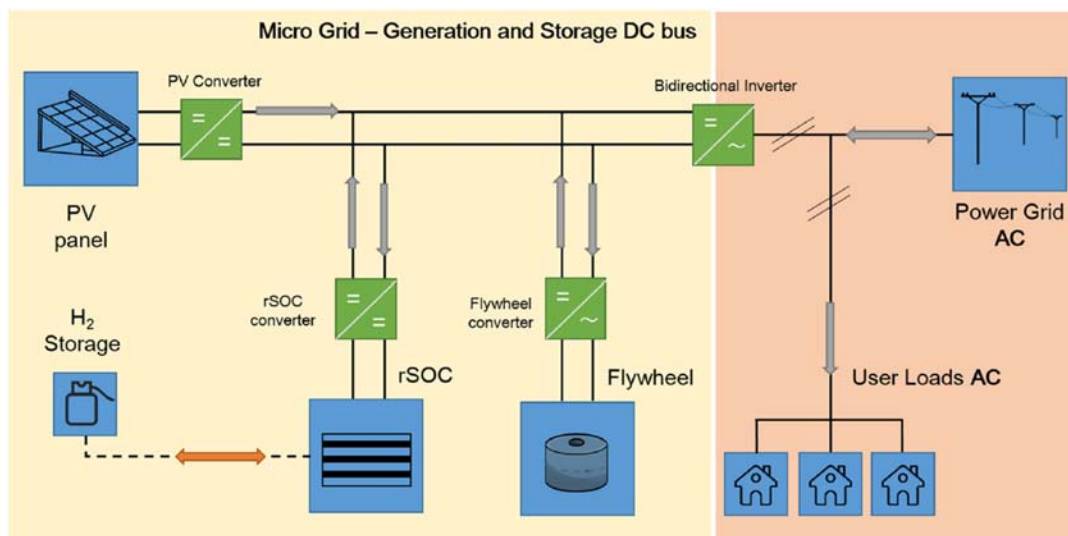 Micro Grid – Generation and Storage DC bus
PV Converter
Bidirectional Inverter
PV
panel
Power Grid
AC
rSOC
converter
Flywheel
converter
H₂
Storage
rSOC
Flywheel
User Loads AC